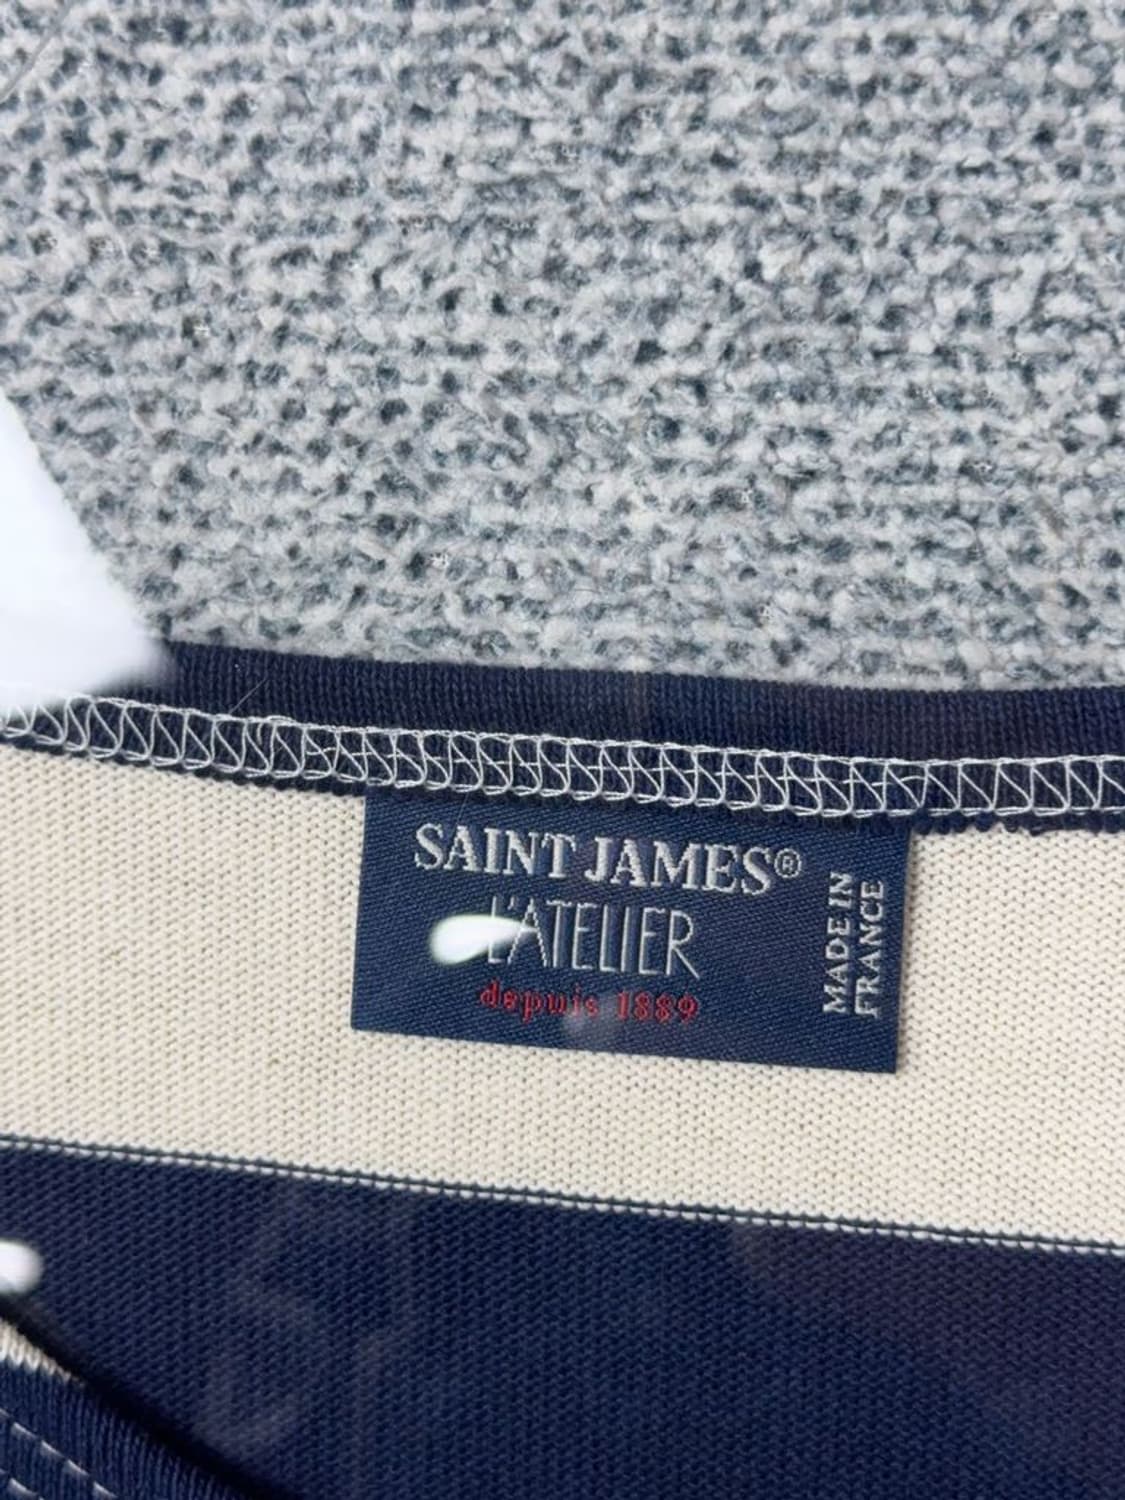 SAINT JAMES®
L'ATELIER
depuis 1889
MADE IN
FRANCE